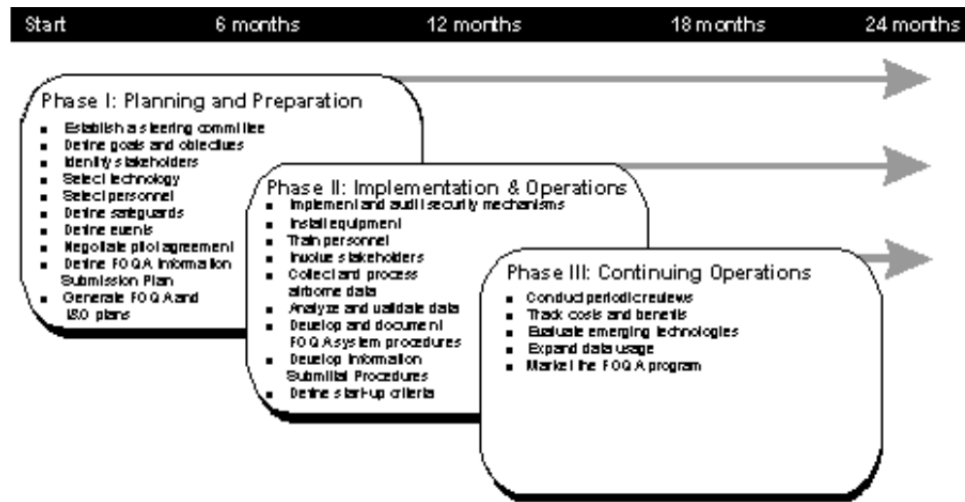 Start 6 months 12 months 18 months 24 months
Phase I: Planning and Preparation
Establish a steering committee
Define goals and objectives
Identify stakeholders
Select technology
Select personnel
Define safeguards
Define events
Negotiate pilot agreement
Define FOQA Information
Submission Plan
Generate FOQA and
I&O plans
Phase II: Implementation & Operations
Implement and audit security mechanisms
Install equipment
Train personnel
Involve stakeholders
Collect and process
airborne data
Analyze and validate data
Develop and document
FOQA system procedures
Develop Information
Submittal Procedures
Define start-up criteria
Phase III: Continuing Operations
Conduct periodic reviews
Track costs and benefits
Evaluate emerging technologies
Expand data usage
Market the FOQA program